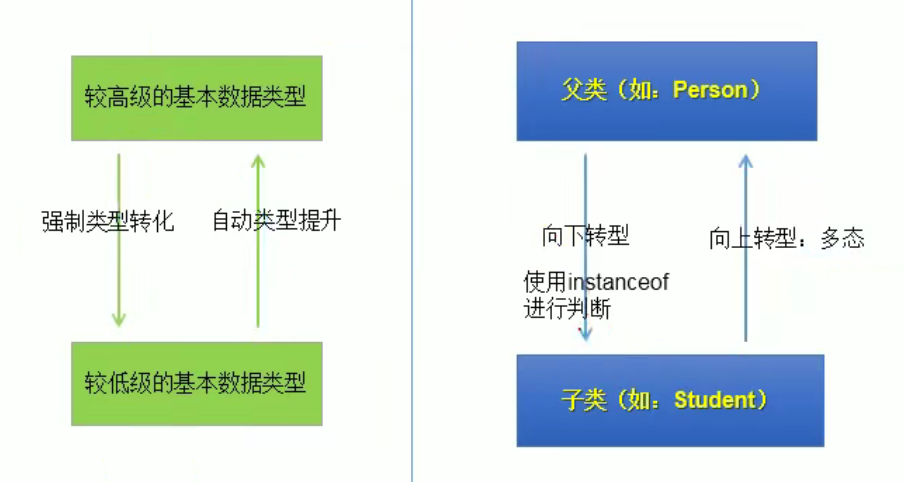 较高级的基本数据类型
强制类型转化
自动类型提升
较低级的基本数据类型
父类（如：Person）
向下转型
使用instanceof
进行判断
向上转型：多态
子类（如：Student）